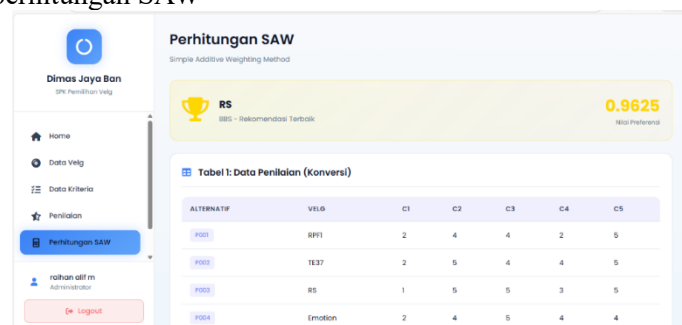 perhitungan SAW
Dimas Jaya Ban
SPK Pemilihan Velg
Home
Data Velg
Data Kriteria
Penilaian
Perhitungan SAW
raihan alif m
Administrator
Logout
Perhitungan SAW
Simple Additive Weighting Method
RS
BBS - Rekomendasi Terbaik
0.9625
Nilai Preferensi
Tabel 1: Data Penilaian (Konversi)
ALTERNATIF VELG C1 C2 C3 C4 C5
P001 RPF1 2 4 4 2 5
P002 TE37 2 5 4 4 5
P003 RS 1 5 5 3 5
P004 Emotion 2 4 5 4 4